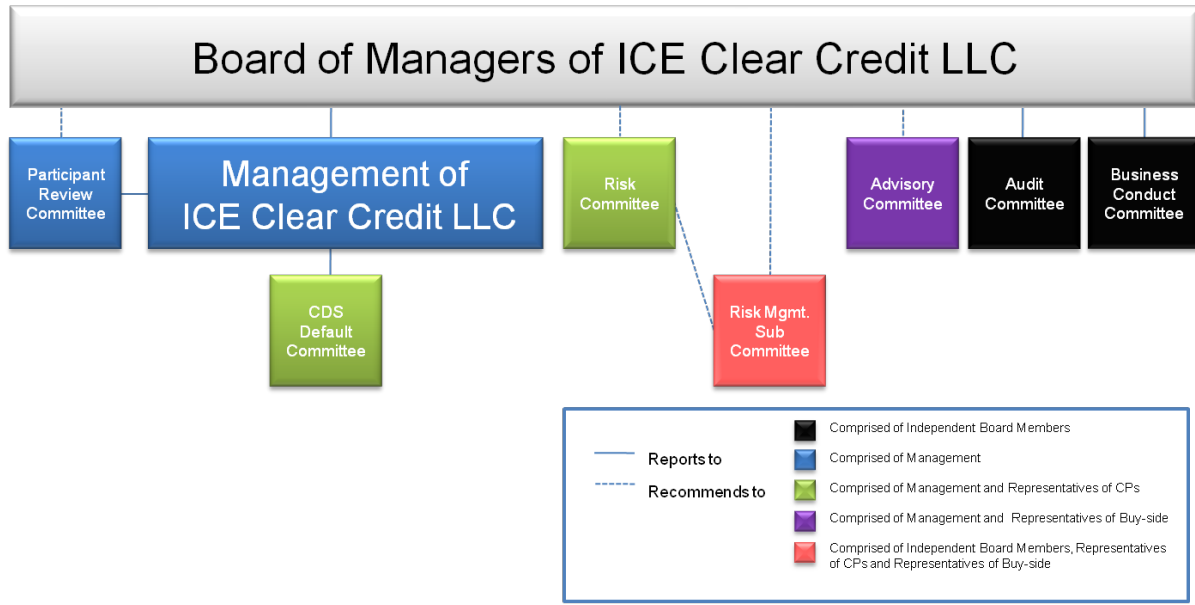 Board of Managers of ICE Clear Credit LLC
Participant
Review
Committee
Management of
ICE Clear Credit LLC
Risk
Committee
Advisory
Committee
Audit
Committee
Business
Conduct
Committee
CDS
Default
Committee
Risk Mgmt.
Sub
Committee
Reports to
Recommends to
Comprised of Independent Board Members
Comprised of Management
Comprised of Management and Representatives of CPs
Comprised of Management and Representatives of Buy-side
Comprised of Independent Board Members, Representatives
of CPs and Representatives of Buy-side